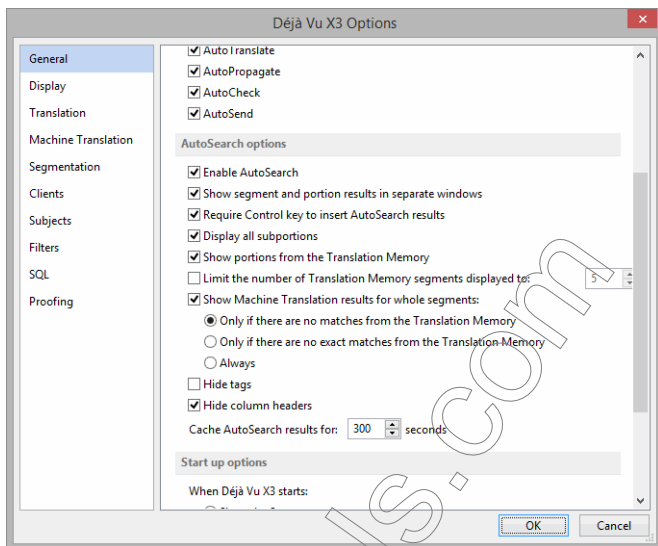 Déjà Vu X3 Options
General
Display
Translation
Machine Translation
Segmentation
Clients
Subjects
Filters
SQL
Proofing
AutoTranslate
AutoPropagate
AutoCheck
AutoSend
AutoSearch options
Enable AutoSearch
Show segment and portion results in separate windows
Require Control key to insert AutoSearch results
Display all subportions
Show portions from the Translation Memory
Limit the number of Translation Memory segments displayed to: 5
Show Machine Translation results for whole segments:
Only if there are no matches from the Translation Memory
Only if there are no exact matches from the Translation Memory
Always
Hide tags
Hide column headers
Cache AutoSearch results for: 300 seconds
Start up options
When Déjà Vu X3 starts:
OK Cancel